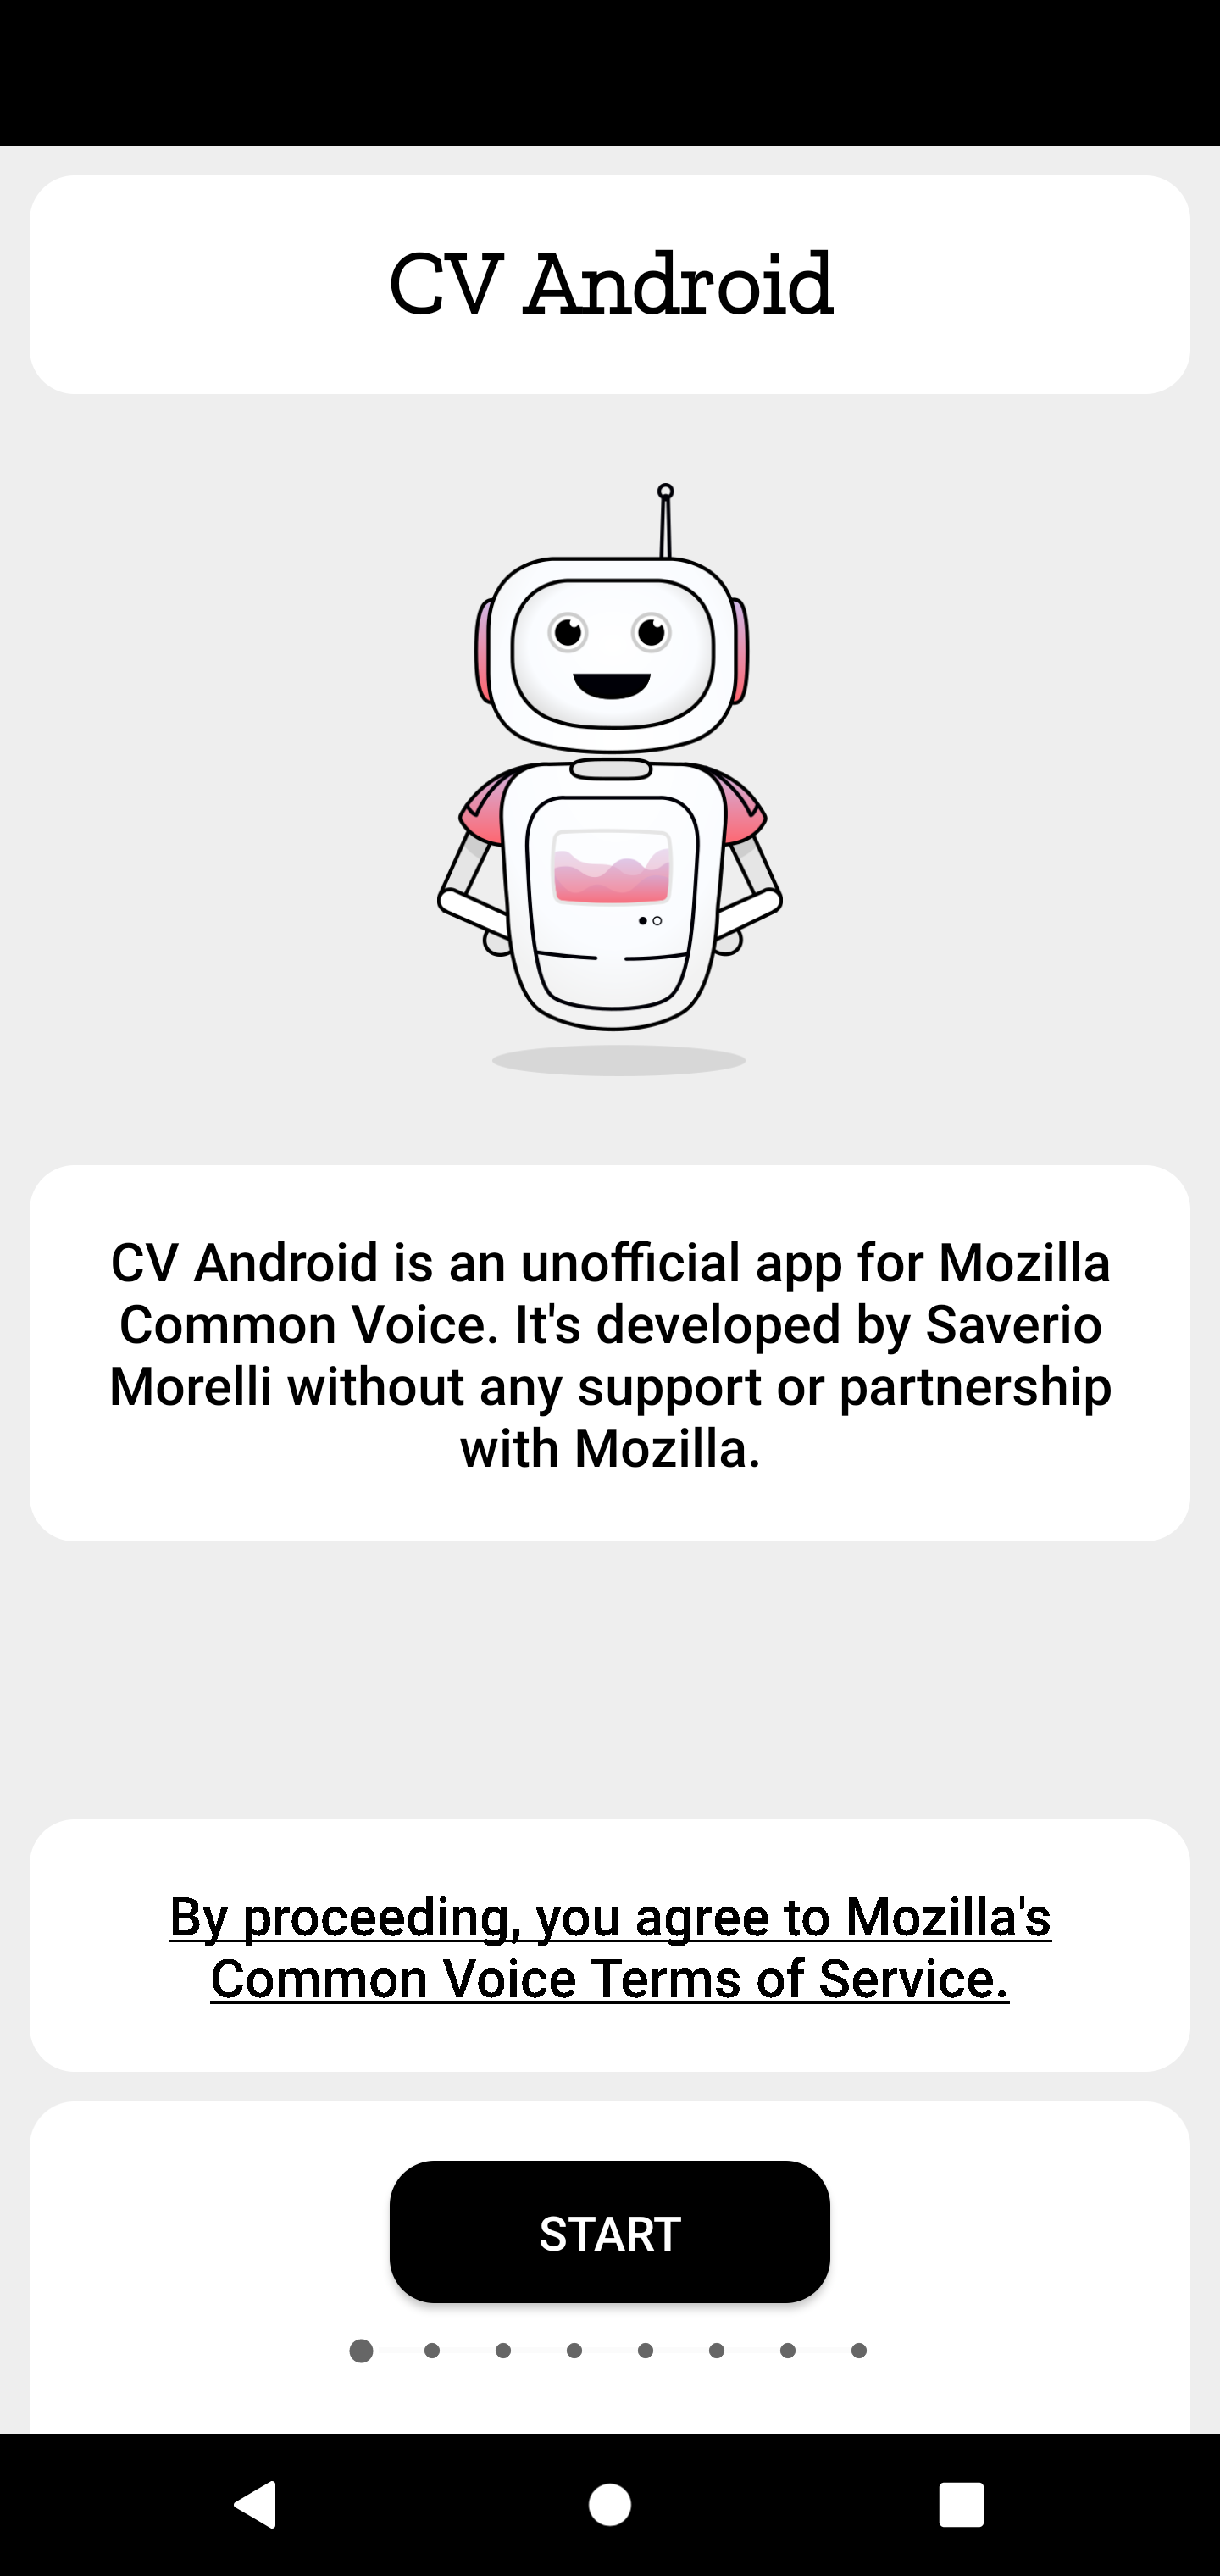 CV Android
CV Android is an unofficial app for Mozilla
Common Voice. It's developed by Saverio
Morelli without any support or partnership
with Mozilla.
By proceeding, you agree to Mozilla's
Common Voice Terms of Service.
START